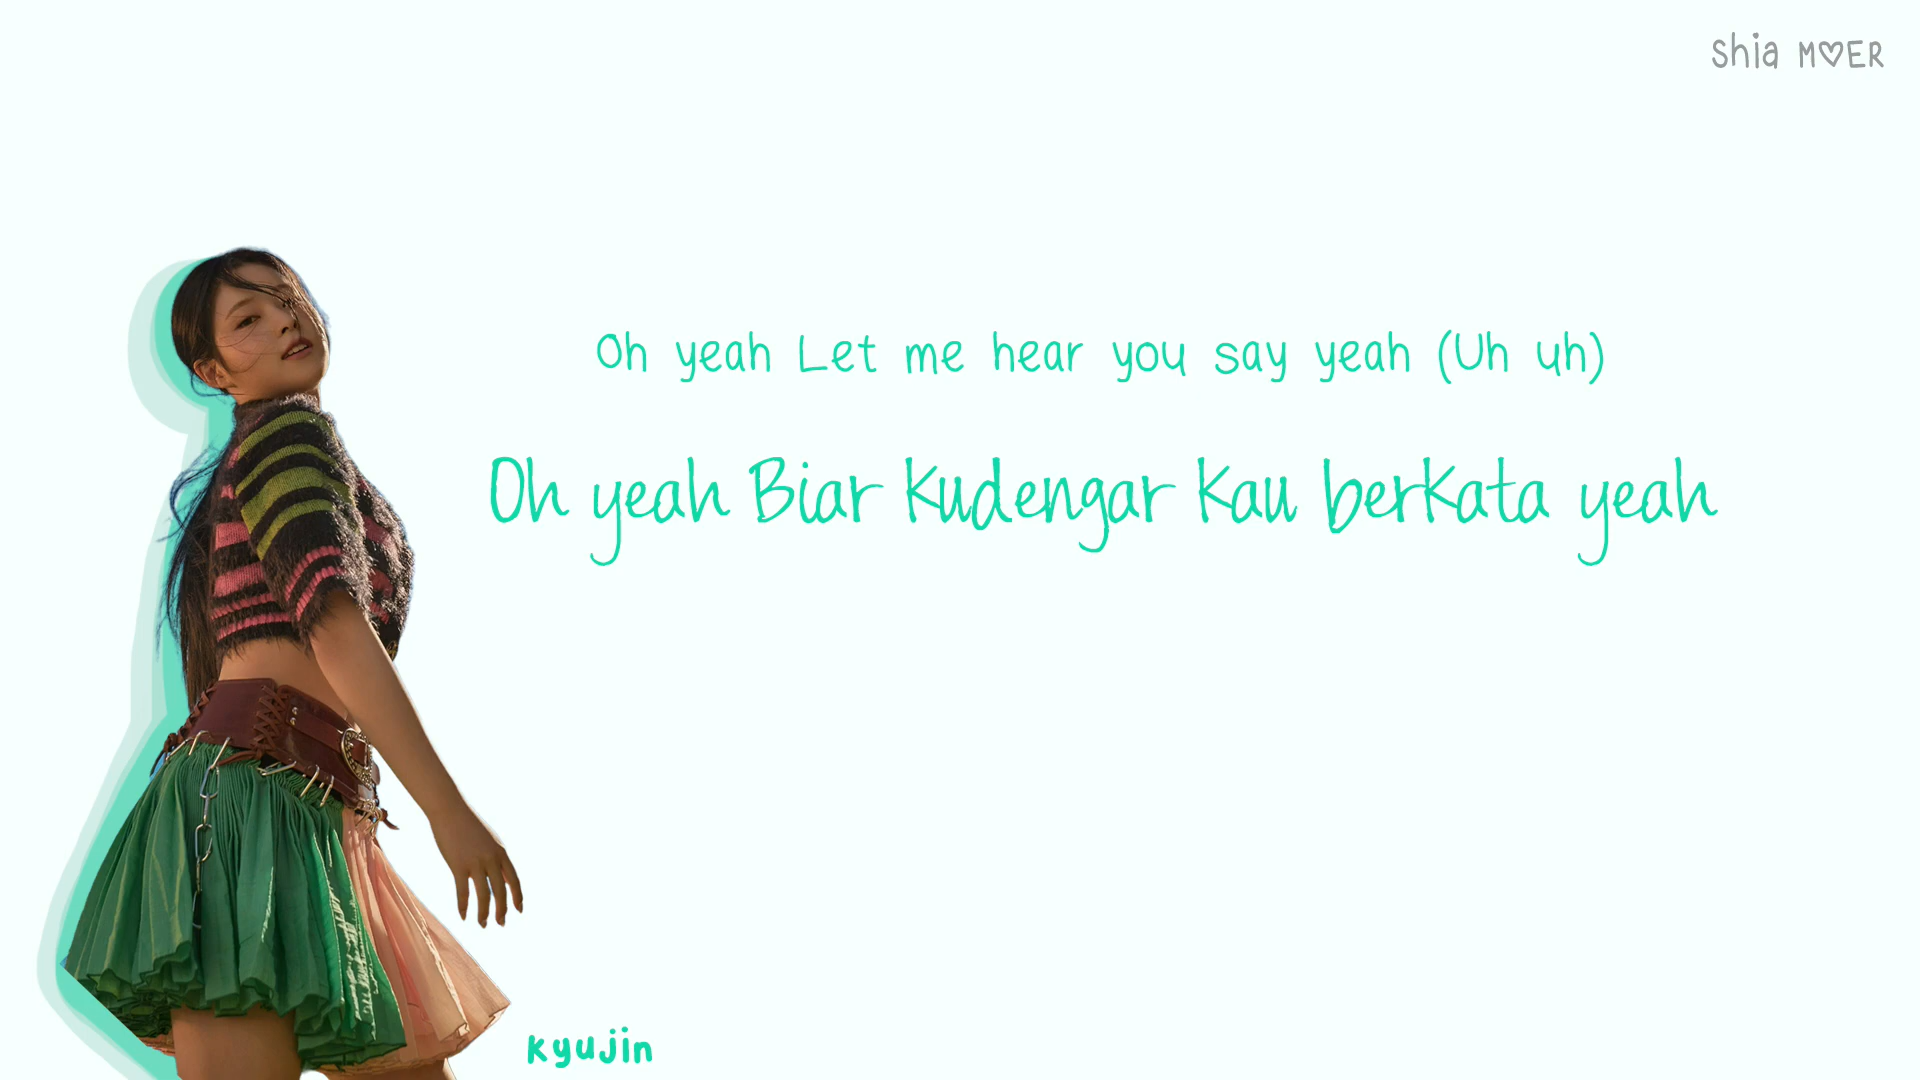 Shia M♡ER
Oh yeah Let me hear you say yeah (Uh uh)
Oh yeah Biar kudengar kau berkata yeah
kyujin